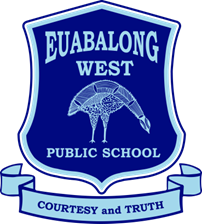 EUABALONG
WEST
PUBLIC SCHOOL
COURTESY and TRUTH